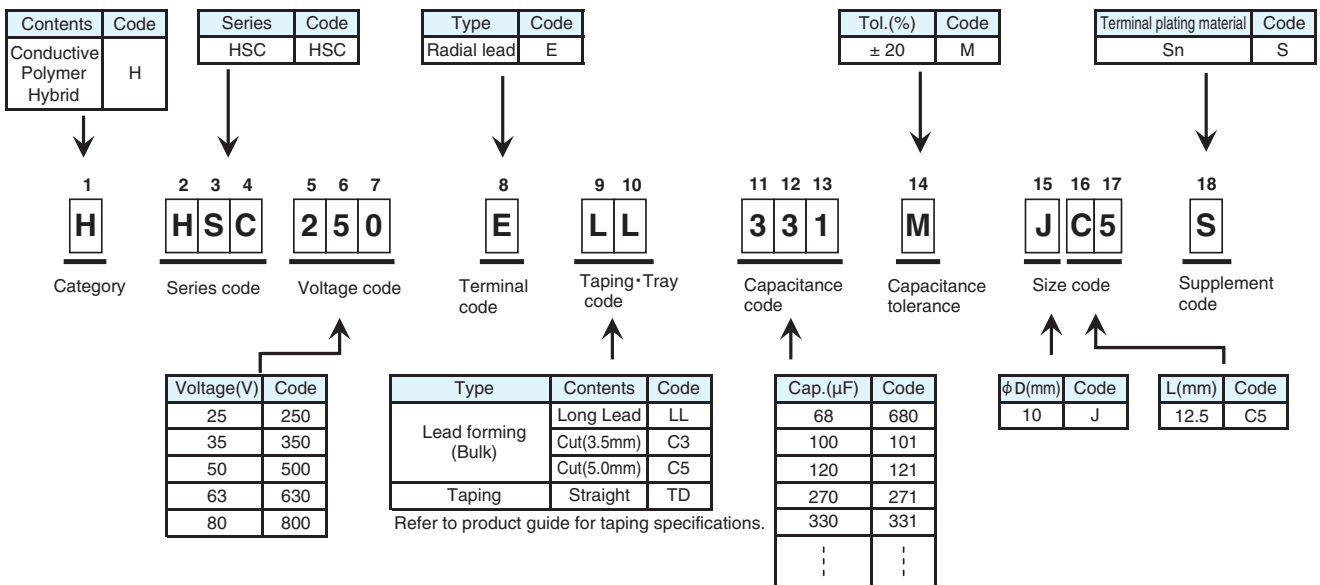 Contents Code
Conductive Polymer Hybrid H
Series Code
HSC HSC
Type Code
Radial lead E
Tol.(%) Code
± 20 M
Terminal plating material Code
Sn S
1 2 3 4 5 6 7 8 9 10 11 12 13 14 15 16 17 18
H H S C 2 5 0 E L L 3 3 1 M J C 5 S
Category
Series code
Voltage code
Terminal
code
Taping・Tray
code
Capacitance
code
Capacitance
tolerance
Size code
Supplement
code
Voltage(V) Code
25 250
35 350
50 500
63 630
80 800
Type Contents Code
Lead forming
(Bulk)
Long Lead LL
Cut(3.5mm) C3
Cut(5.0mm) C5
Taping Straight TD
Refer to product guide for taping specifications.
Cap.(μF) Code
68 680
100 101
120 121
270 271
330 331
φD(mm) Code
10 J
L(mm) Code
12.5 C5